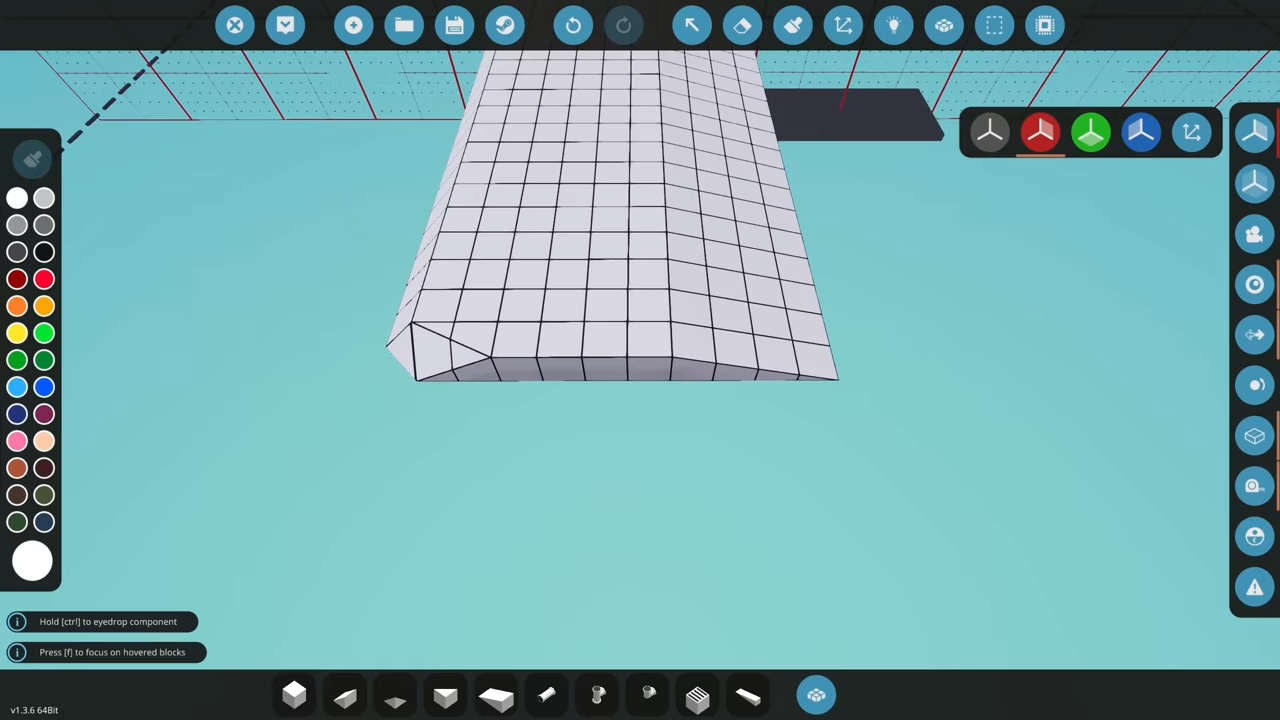 Hold [ctrl] to eyedrop component
Press [f] to focus on hovered blocks
v1.3.6 64Bit